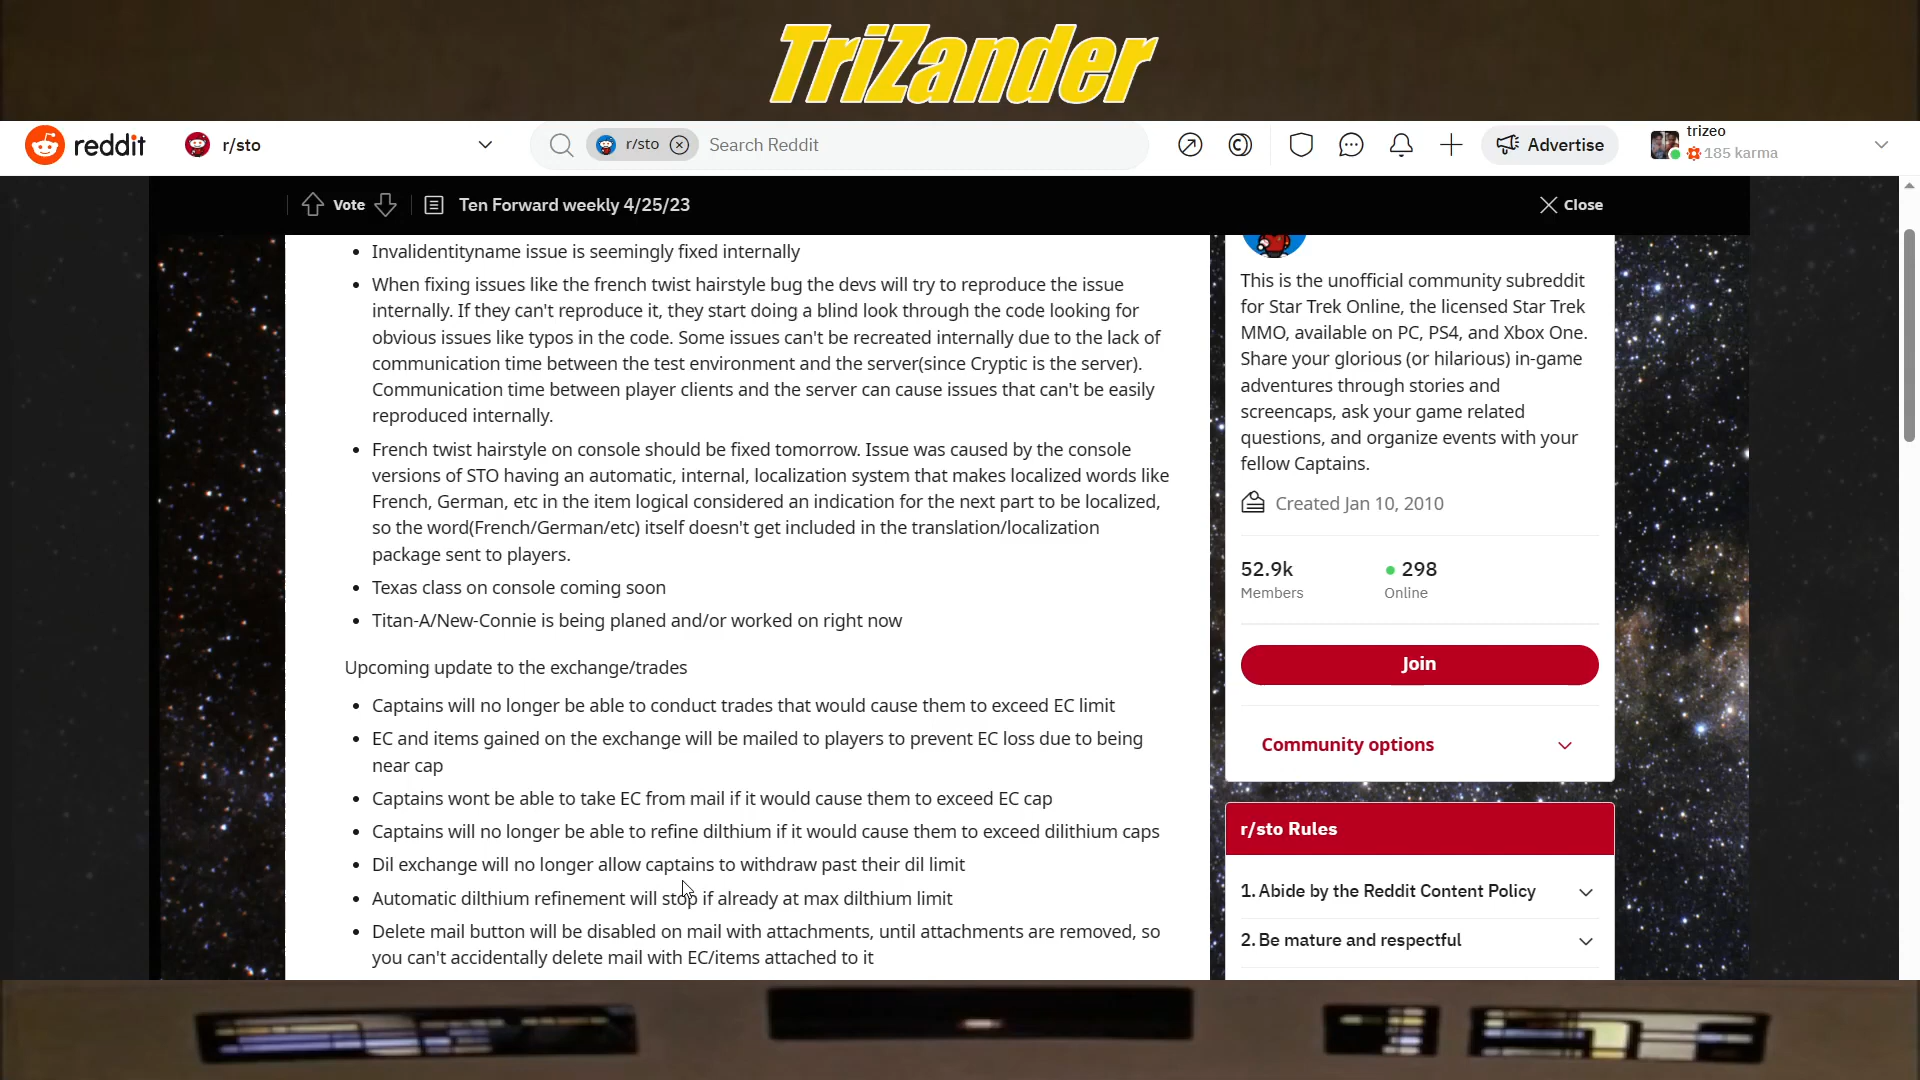 TriZander
reddit r/sto r/sto Search Reddit Advertise trizeo
185 karma
Vote Ten Forward weekly 4/25/23 Close
Invalidentityname issue is seemingly fixed internally
When fixing issues like the french twist hairstyle bug the devs will try to reproduce the issue
internally. If they can't reproduce it, they start doing a blind look through the code looking for
obvious issues like typos in the code. Some issues can't be recreated internally due to the lack of
communication time between the test environment and the server(since Cryptic is the server).
Communication time between player clients and the server can cause issues that can't be easily
reproduced internally.
French twist hairstyle on console should be fixed tomorrow. Issue was caused by the console
versions of STO having an automatic, internal, localization system that makes localized words like
French, German, etc in the item logical considered an indication for the next part to be localized,
so the word(French/German/etc) itself doesn't get included in the translation/localization
package sent to players.
Texas class on console coming soon
Titan-A/New-Connie is being planed and/or worked on right now
Upcoming update to the exchange/trades
Captains will no longer be able to conduct trades that would cause them to exceed EC limit
EC and items gained on the exchange will be mailed to players to prevent EC loss due to being
near cap
Captains wont be able to take EC from mail if it would cause them to exceed EC cap
Captains will no longer be able to refine dilthium if it would cause them to exceed dilithium caps
Dil exchange will no longer allow captains to withdraw past their dil limit
Automatic dilthium refinement will stop if already at max dilthium limit
Delete mail button will be disabled on mail with attachments, until attachments are removed, so
you can't accidentally delete mail with EC/items attached to it
This is the unofficial community subreddit
for Star Trek Online, the licensed Star Trek
MMO, available on PC, PS4, and Xbox One.
Share your glorious (or hilarious) in-game
adventures through stories and
screencaps, ask your game related
questions, and organize events with your
fellow Captains.
Created Jan 10, 2010
52.9k 298
Members Online
Join
Community options
r/sto Rules
1. Abide by the Reddit Content Policy
2. Be mature and respectful